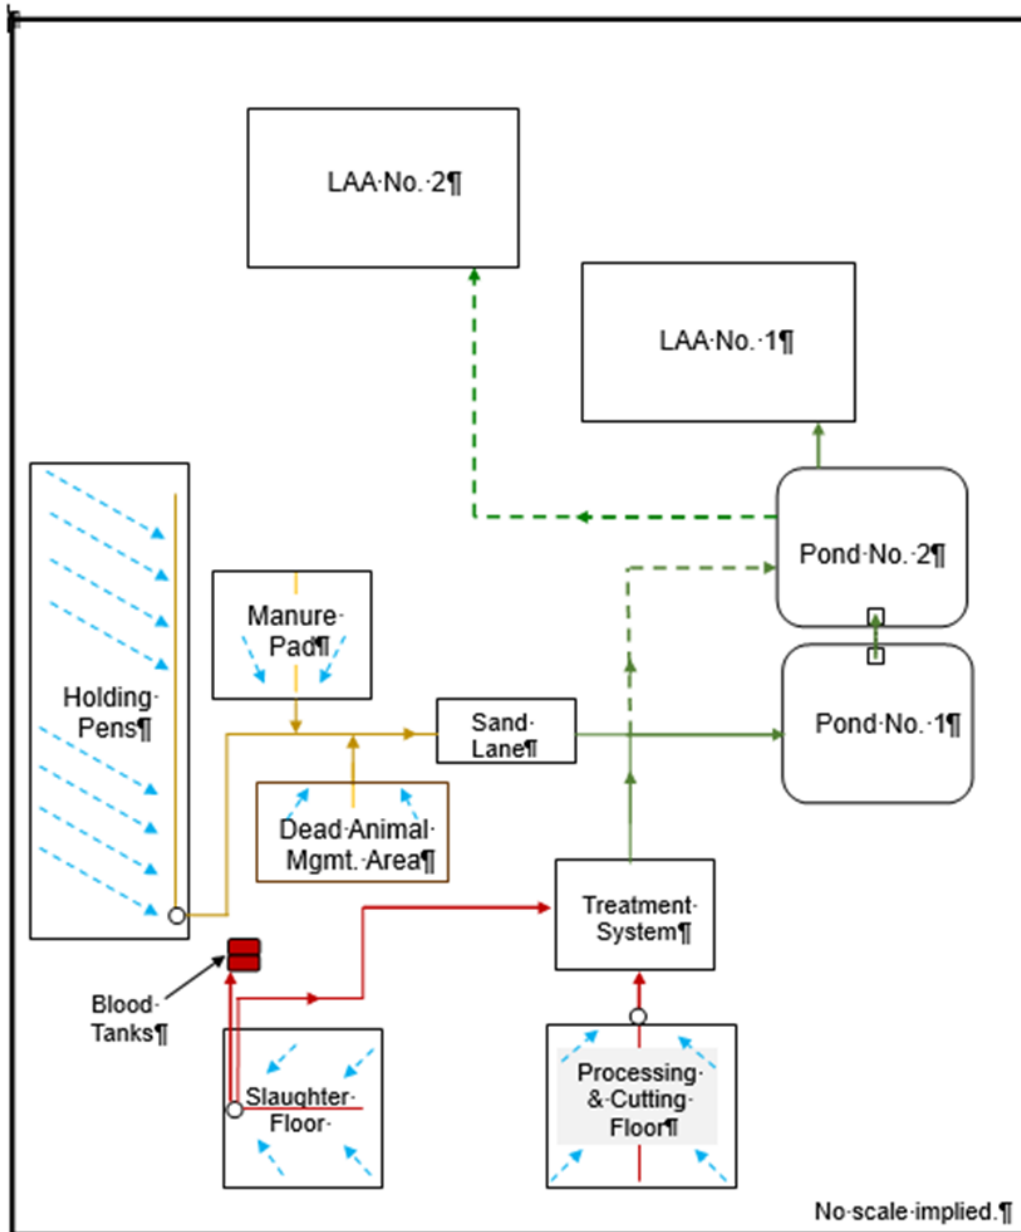 ¶
LAA·No.·2¶
LAA·No.·1¶
Pond·No.·2¶
Manure·
Pad¶
Holding·
Pens¶
Sand·
Lane¶
Pond·No.·1¶
Dead·Animal·
Mgmt.·Area¶
Treatment·
System¶
Blood·
Tanks¶
Slaughter·
Floor·
Processing·
&·Cutting·
Floor¶
No·scale·implied.¶